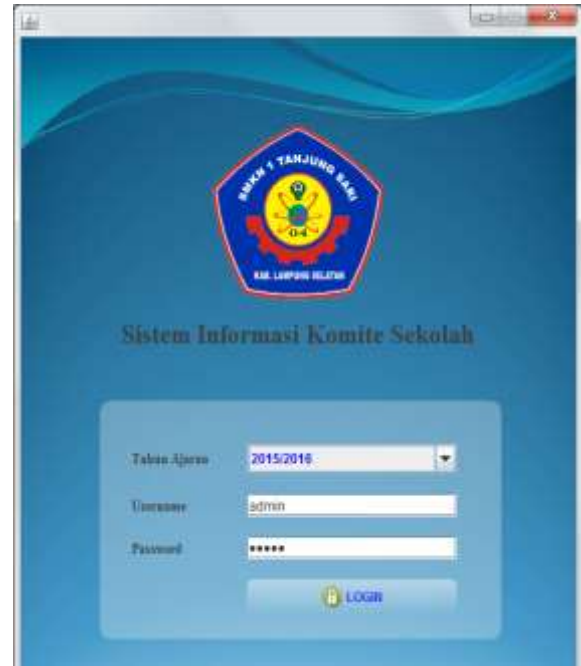 SMKN 1 TANJUNG SARI
KAB. LAMPUNG SELATAN
Sistem Informasi Komite Sekolah
Tahun Ajaran
2015/2016
Username
admin
Password
•••••
LOGIN